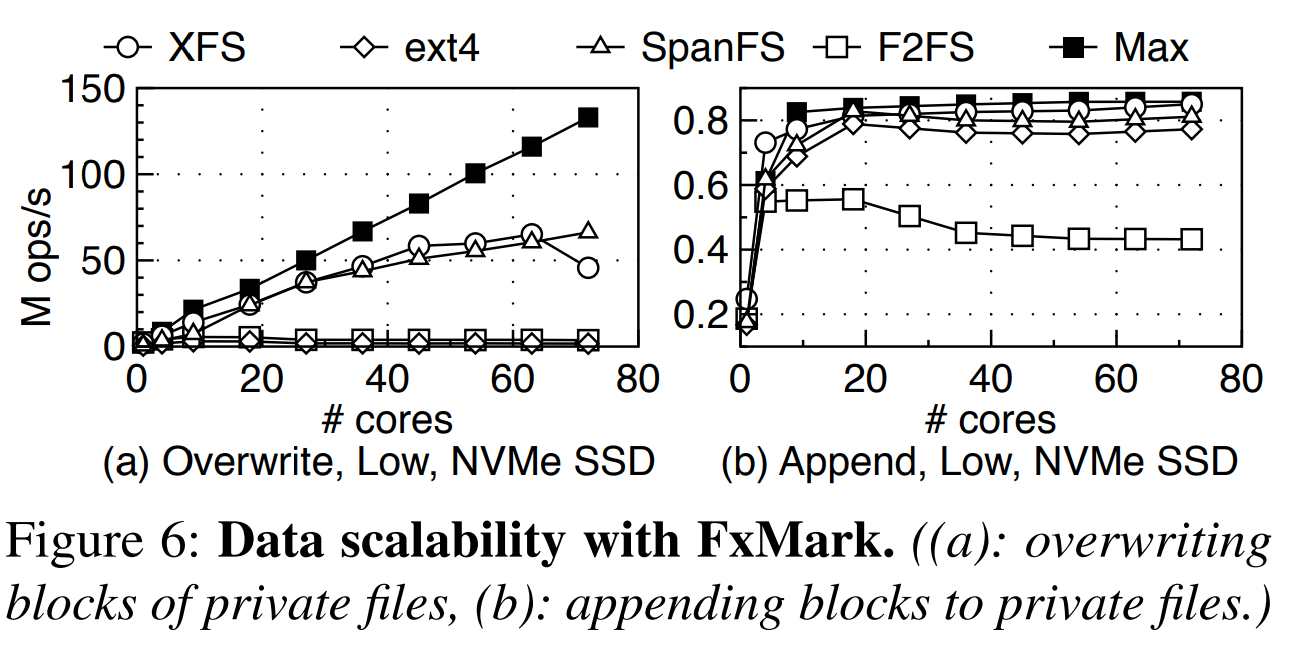 XFS ext4 SpanFS F2FS Max
150
100
50
0
M ops/s
0 20 40 60 80
# cores
(a) Overwrite, Low, NVMe SSD
0.8
0.6
0.4
0.2
0 20 40 60 80
# cores
(b) Append, Low, NVMe SSD
Figure 6: Data scalability with FxMark. ((a): overwriting
blocks of private files, (b): appending blocks to private files.)